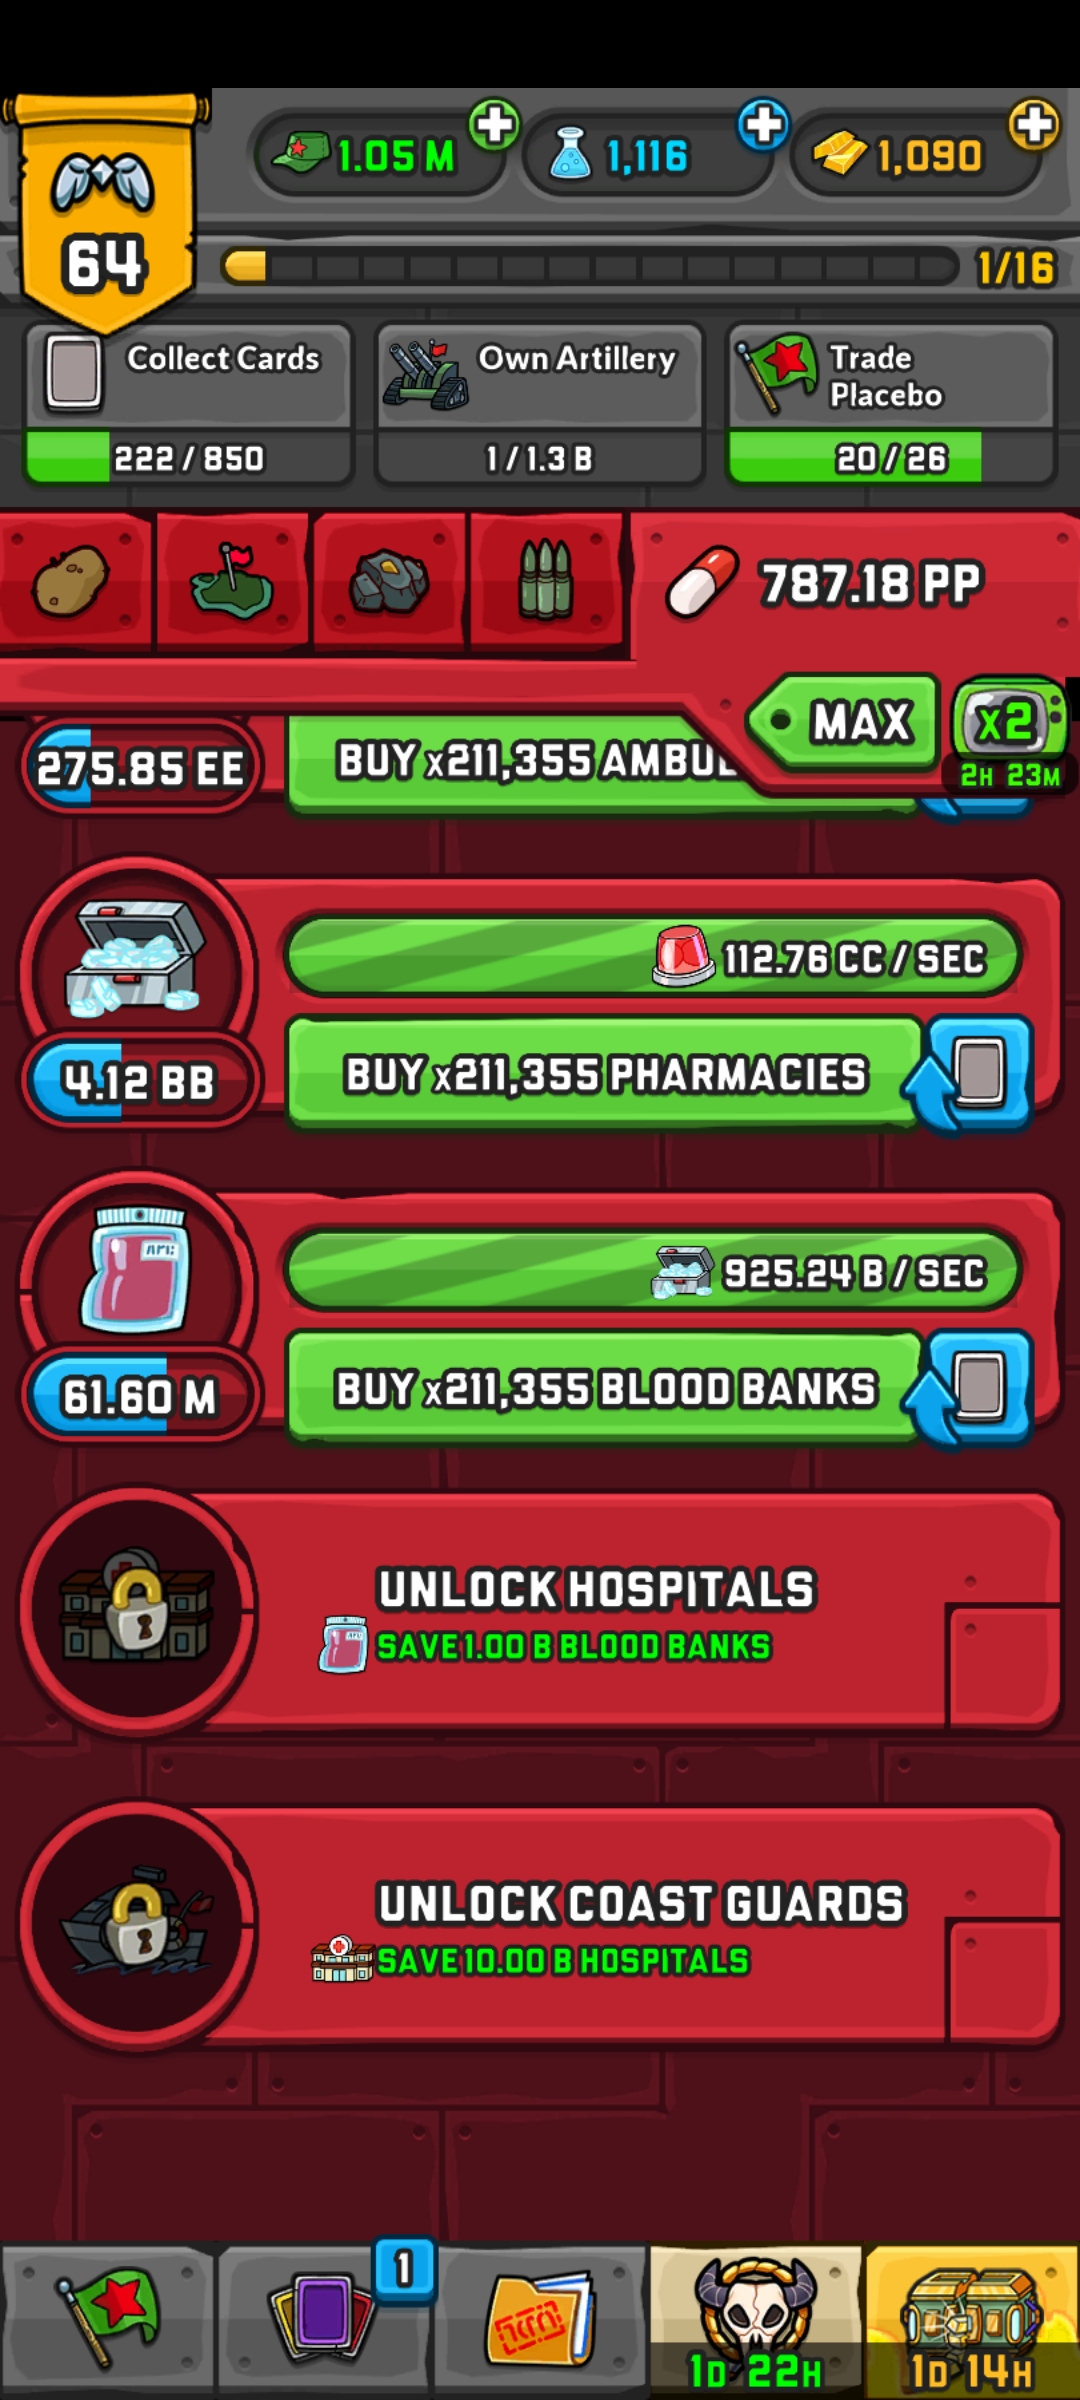 1.05 M
1,116
1,090
64
1/16
Collect Cards
Own Artillery
Trade
Placebo
222 / 850
1 / 1.3 B
20 / 26
787.18 PP
MAX
x2
2H 23M
275.85 EE
BUY x211,355 AMBUL
112.76 CC / SEC
4.12 BB
BUY x211,355 PHARMACIES
925.24 B / SEC
61.60 M
BUY x211,355 BLOOD BANKS
UNLOCK HOSPITALS
SAVE 1.00 B BLOOD BANKS
UNLOCK COAST GUARDS
SAVE 10.00 B HOSPITALS
1
1D 22H
1D 14H